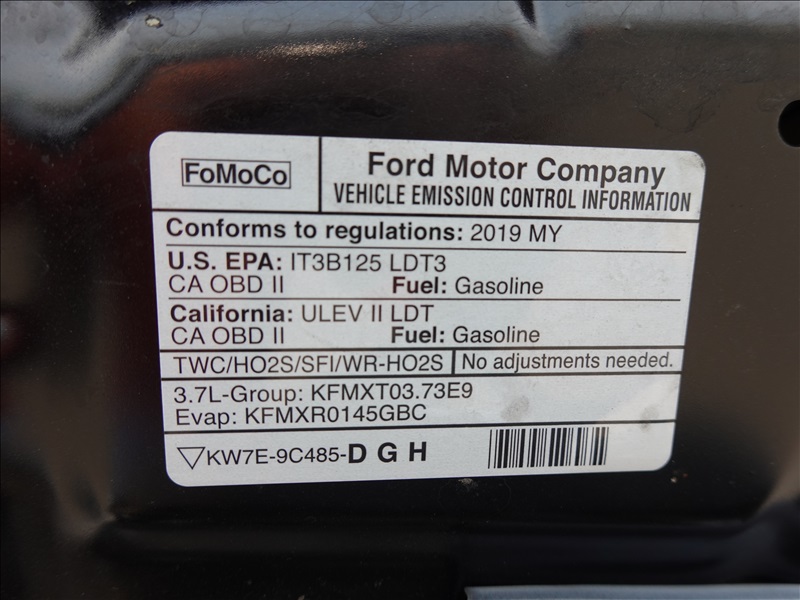 FoMoCo
Ford Motor Company
VEHICLE EMISSION CONTROL INFORMATION
Conforms to regulations: 2019 MY
U.S. EPA: IT3B125 LDT3
CA OBD II Fuel: Gasoline
California: ULEV II LDT
CA OBD II Fuel: Gasoline
TWC/HO2S/SFI/WR-HO2S No adjustments needed.
3.7L-Group: KFMXT03.73E9
Evap: KFMXR0145GBC
KW7E-9C485-D G H